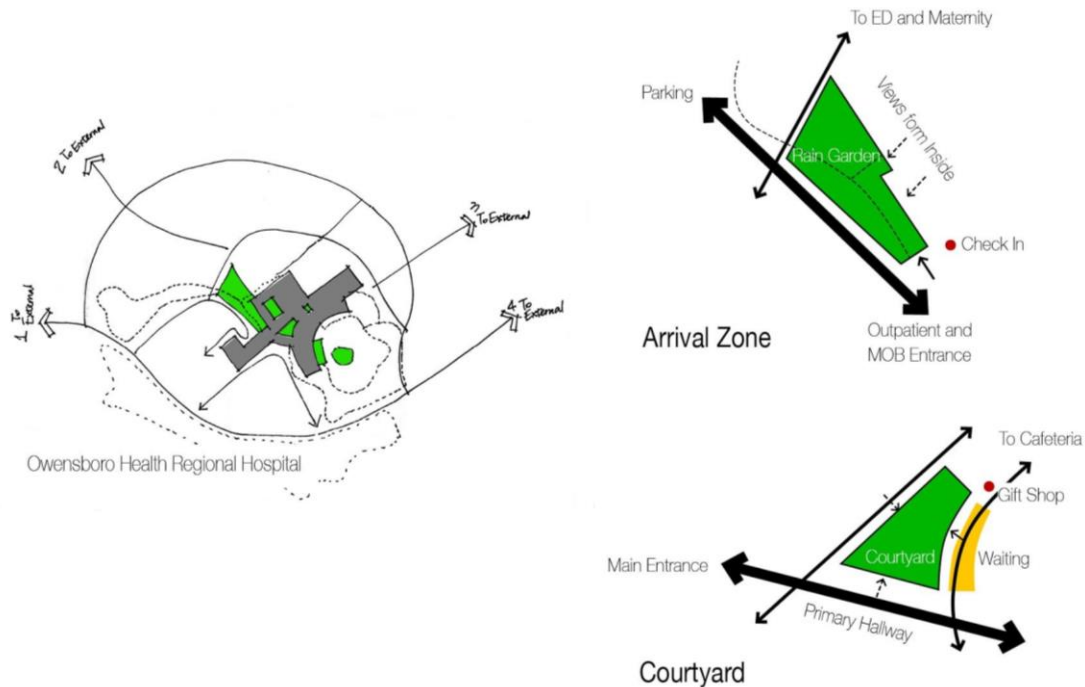 To ED and Maternity
Parking
Views form Inside
Rain Garden
Check In
Arrival Zone
Outpatient and
MOB Entrance
2 To External
3
To External
1 To
External
4 To
External
Owensboro Health Regional Hospital
To Cafeteria
Gift Shop
Courtyard
Waiting
Main Entrance
Primary Hallway
Courtyard